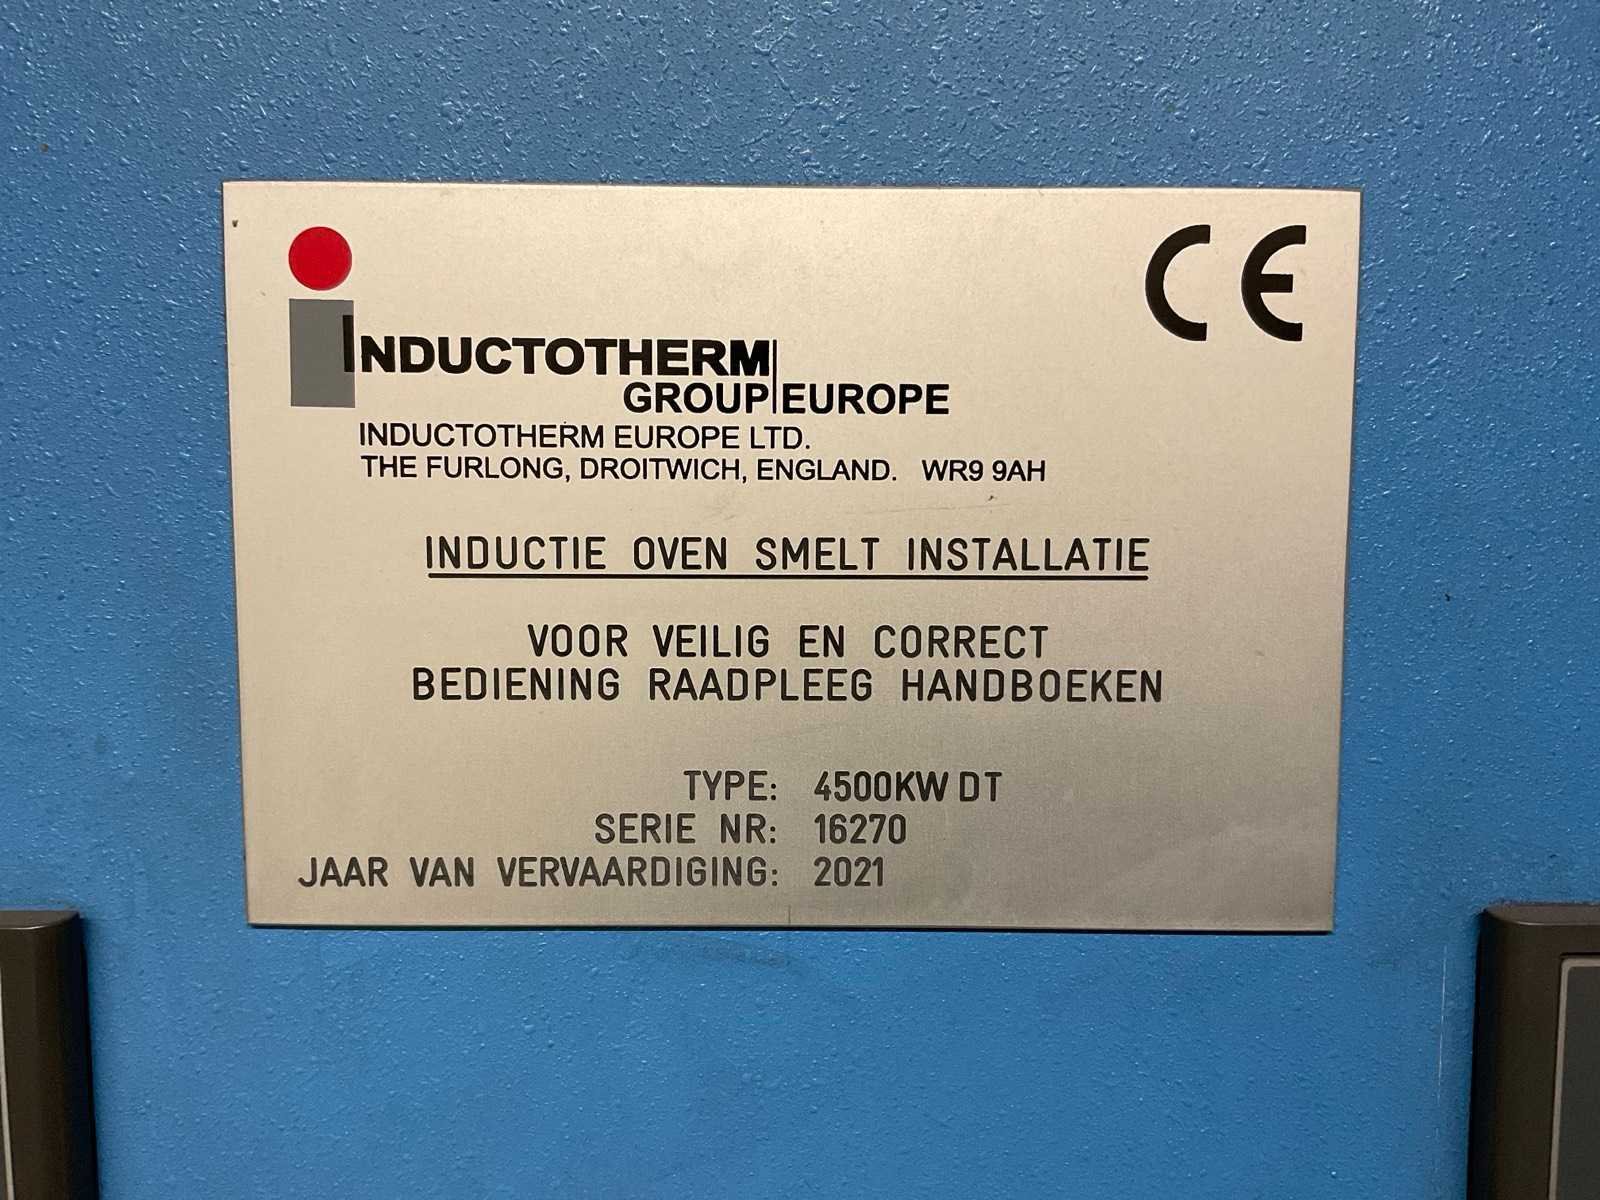 INDUCTOTHERM
GROUP|EUROPE
INDUCTOTHERM EUROPE LTD.
THE FURLONG, DROITWICH, ENGLAND. WR9 9AH
CE
INDUCTIE OVEN SMELT INSTALLATIE
VOOR VEILIG EN CORRECT
BEDIENING RAADPLEEG HANDBOEKEN
TYPE: 4500KW DT
SERIE NR: 16270
JAAR VAN VERVAARDIGING: 2021